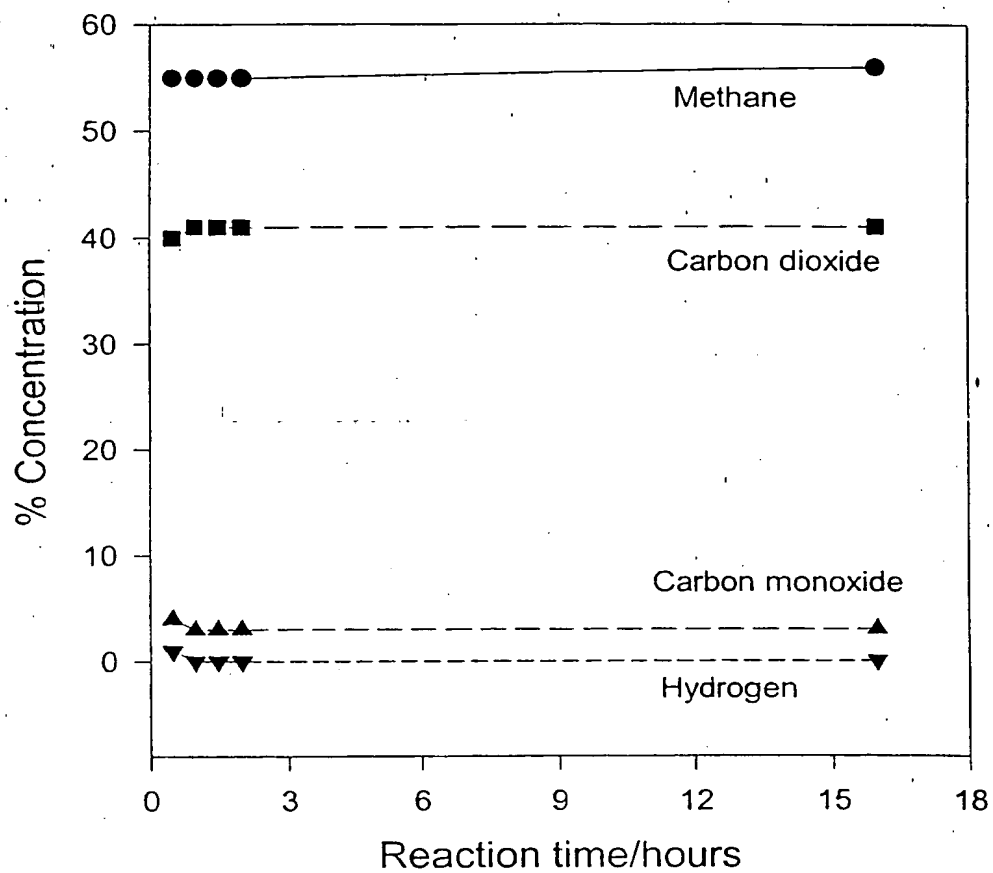 60
50
40
30
20
10
0
% Concentration
Methane
Carbon dioxide
Carbon monoxide
Hydrogen
0 3 6 9 12 15 18
Reaction time/hours